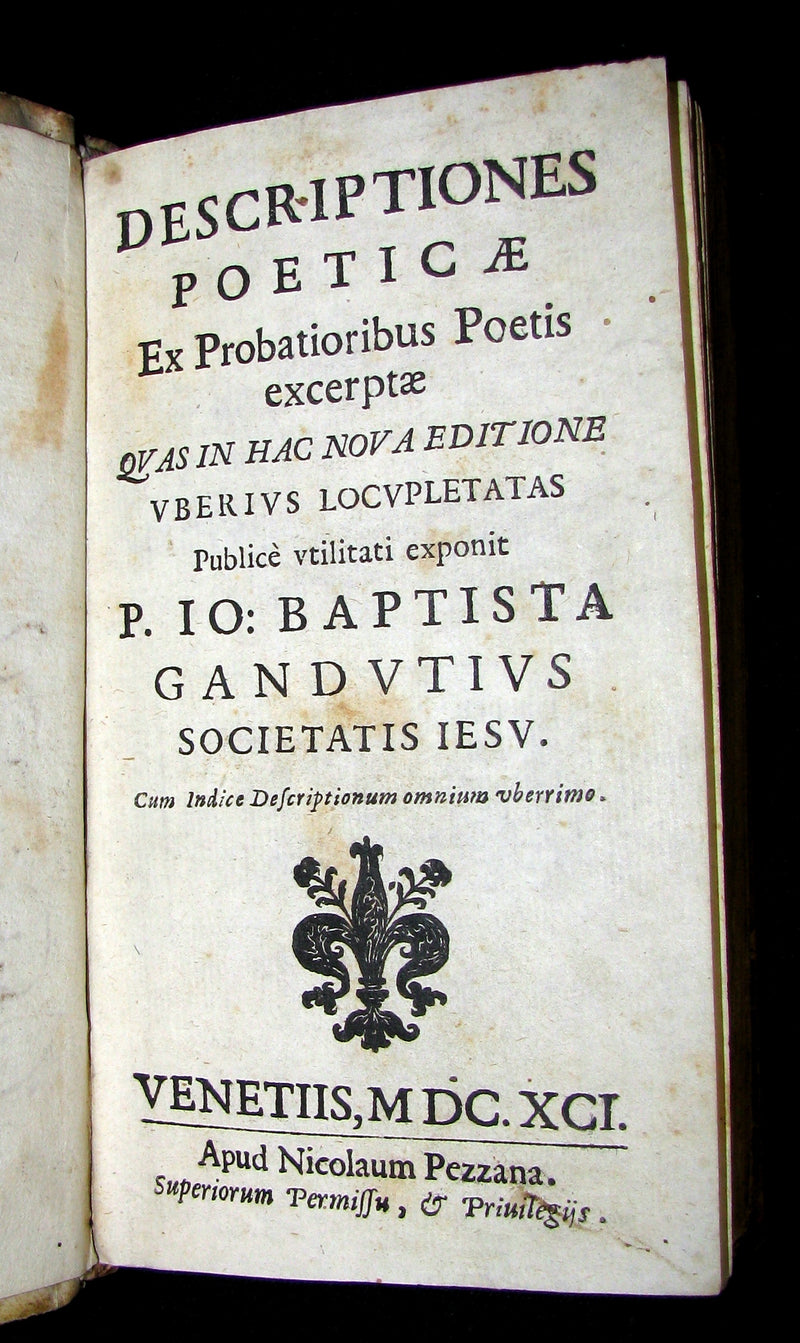 DESCRIPTIONES
POETICÆ
Ex Probatioribus Poetis
excerptæ
QVAS IN HAC NOVA EDITIONE
VBERIVS LOCVPLETATAS
Publicè vtilitati exponit
P. IO: BAPTISTA
GANDVTIVS
SOCIETATIS IESV.
Cum Indice Deſcriptionum omnium vberrimo.
VENETIIS, M DC. XCI.
Apud Nicolaum Pezzana.
Superiorum Permiſſu, & Priuilegijs.